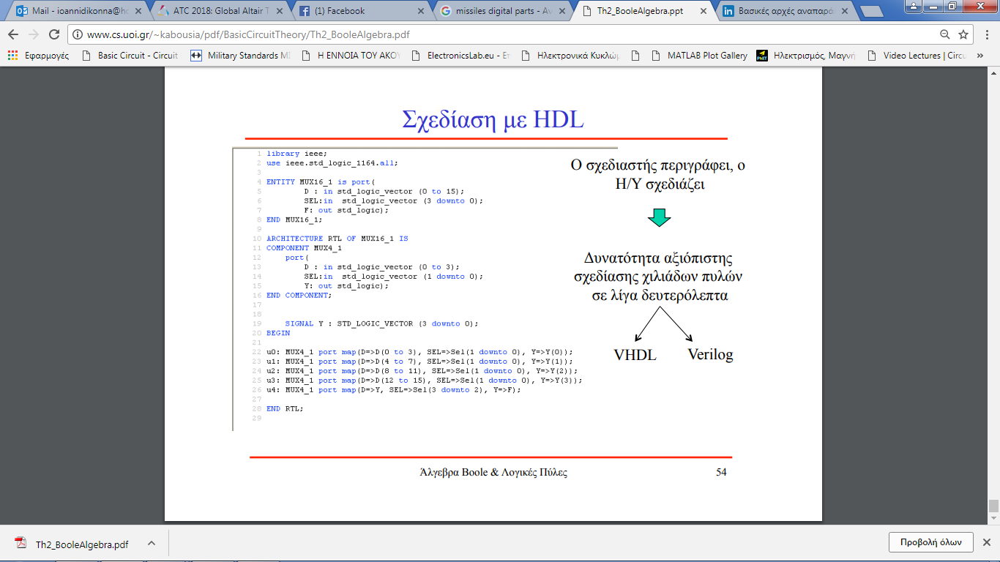 Mail - ioannidikonna@ho
ATC 2018: Global Altair T
(1) Facebook
missiles digital parts - Αν
Th2_BooleAlgebra.ppt
Βασικές αρχές αναπαρά
www.cs.uoi.gr/~kabousia/pdf/BasicCircuitTheory/Th2_BooleAlgebra.pdf
Εφαρμογές
Basic Circuit - Circuit
Military Standards MI
Η ΕΝΝΟΙΑ ΤΟΥ ΑΚΟΥ
ElectronicsLab.eu - Επ
Ηλεκτρονικά Κυκλώμ
MATLAB Plot Gallery
Ηλεκτρισμός, Μαγνή
Video Lectures | Circu
Σχεδίαση με HDL
1 library ieee;
2 use ieee.std_logic_1164.all;
3
4 ENTITY MUX16_1 is port(
5 D : in std_logic_vector (0 to 15);
6 SEL:in std_logic_vector (3 downto 0);
7 F: out std_logic);
8 END MUX16_1;
9
10 ARCHITECTURE RTL OF MUX16_1 IS
11 COMPONENT MUX4_1
12 port(
13 D : in std_logic_vector (0 to 3);
14 SEL:in std_logic_vector (1 downto 0);
15 Y: out std_logic);
16 END COMPONENT;
17
18
19 SIGNAL Y : STD_LOGIC_VECTOR (3 downto 0);
20 BEGIN
21
22 u0: MUX4_1 port map(D=>D(0 to 3), SEL=>Sel(1 downto 0), Y=>Y(0));
23 u1: MUX4_1 port map(D=>D(4 to 7), SEL=>Sel(1 downto 0), Y=>Y(1));
24 u2: MUX4_1 port map(D=>D(8 to 11), SEL=>Sel(1 downto 0), Y=>Y(2));
25 u3: MUX4_1 port map(D=>D(12 to 15), SEL=>Sel(1 downto 0), Y=>Y(3));
26 u4: MUX4_1 port map(D=>Y, SEL=>Sel(3 downto 2), Y=>F);
27
28 END RTL;
29
Ο σχεδιαστής περιγράφει, ο
Η/Υ σχεδιάζει
Δυνατότητα αξιόπιστης
σχεδίασης χιλιάδων πυλών
σε λίγα δευτερόλεπτα
VHDL
Verilog
Άλγεβρα Boole & Λογικές Πύλες
54
Th2_BooleAlgebra.pdf
Προβολή όλων